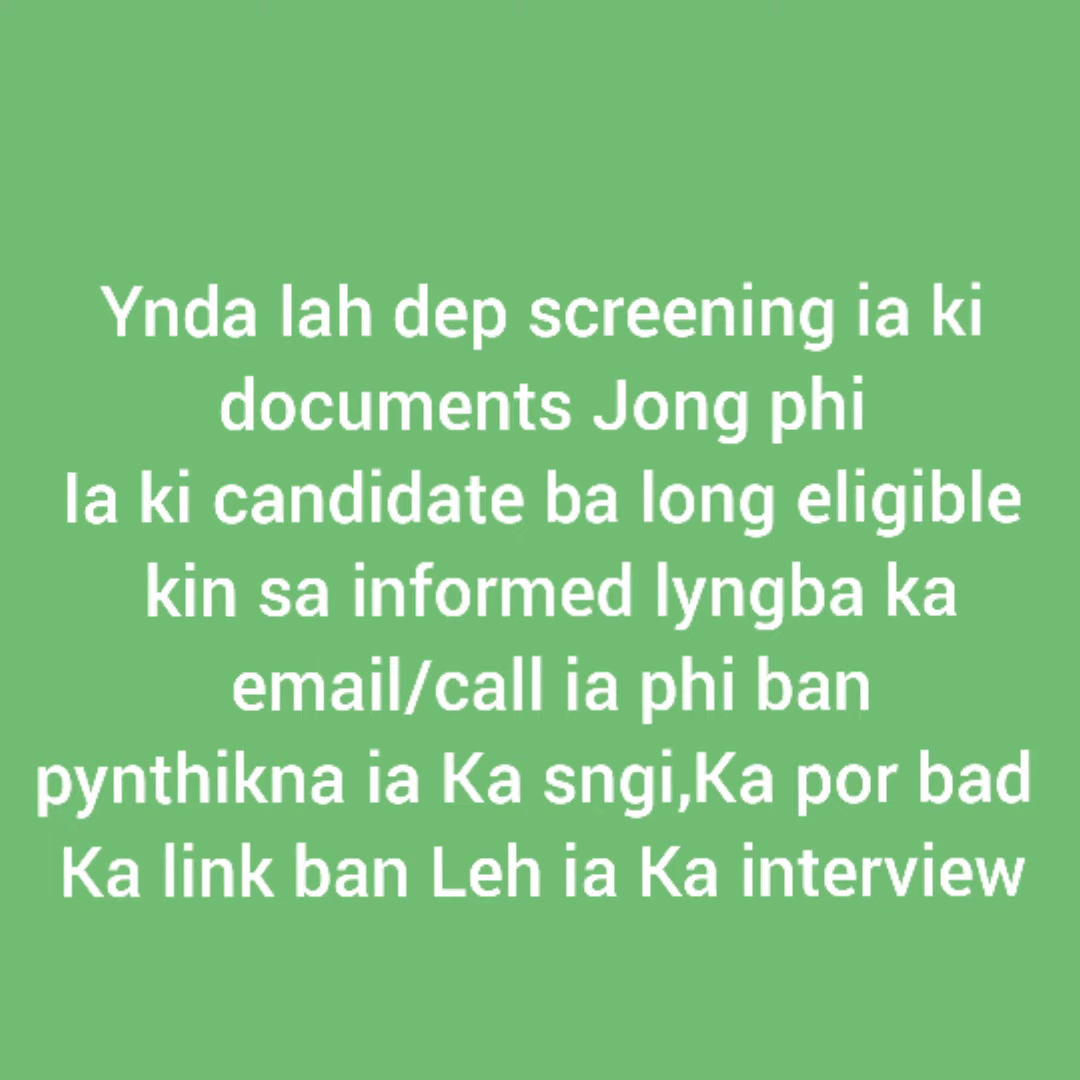 Ynda lah dep screening ia ki
documents Jong phi
Ia ki candidate ba long eligible
kin sa informed lyngba ka
email/call ia phi ban
pynthikna ia Ka sngi,Ka por bad
Ka link ban Leh ia Ka interview